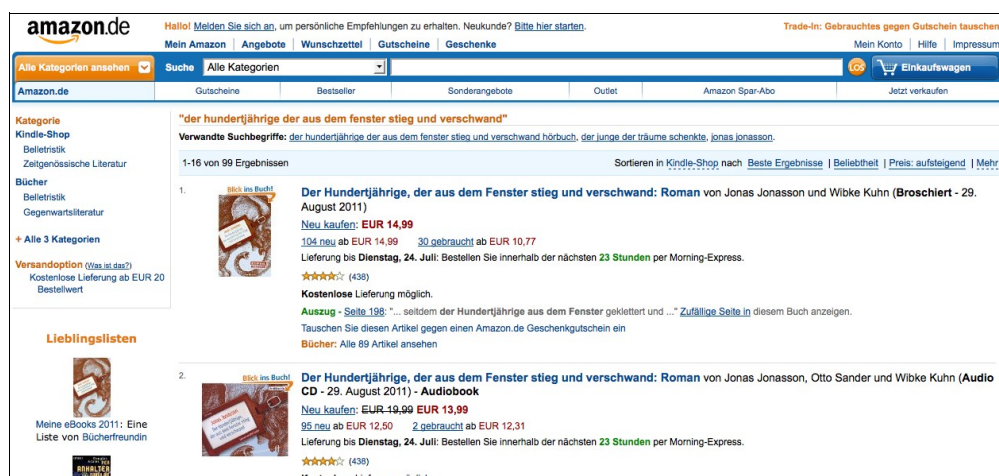 amazon.de
Hallo! Melden Sie sich an, um persönliche Empfehlungen zu erhalten. Neukunde? Bitte hier starten.
Trade-In: Gebrauchtes gegen Gutschein tauschen
Mein Amazon | Angebote | Wunschzettel | Gutscheine | Geschenke
Mein Konto | Hilfe | Impressum
Alle Kategorien ansehen
Suche
Alle Kategorien
LOS
Einkaufswagen
Amazon.de
Gutscheine
Bestseller
Sonderangebote
Outlet
Amazon Spar-Abo
Jetzt verkaufen
Kategorie
Kindle-Shop
Belletristik
Zeitgenössische Literatur
Bücher
Belletristik
Gegenwartsliteratur
+ Alle 3 Kategorien
Versandoption (Was ist das?)
Kostenlose Lieferung ab EUR 20
Bestellwert
Lieblingslisten
Meine eBooks 2011: Eine
Liste von Bücherfreundin
ANHALTER
"der hundertjährige der aus dem fenster stieg und verschwand"
Verwandte Suchbegriffe: der hundertjährige der aus dem fenster stieg und verschwand hörbuch, der junge der träume schenkte, jonas jonasson.
1-16 von 99 Ergebnissen
Sortieren in Kindle-Shop nach Beste Ergebnisse | Beliebtheit | Preis: aufsteigend | Mehr
1.
Blick ins Buch!
Der Hundertjährige, der aus dem Fenster stieg und verschwand: Roman von Jonas Jonasson und Wibke Kuhn (Broschiert - 29.
August 2011)
Neu kaufen: EUR 14,99
104 neu ab EUR 14,99 30 gebraucht ab EUR 10,77
Lieferung bis Dienstag, 24. Juli: Bestellen Sie innerhalb der nächsten 23 Stunden per Morning-Express.
(438)
Kostenlose Lieferung möglich.
Auszug - Seite 198: "... seitdem der Hundertjährige aus dem Fenster geklettert und ..." Zufällige Seite in diesem Buch anzeigen.
Tauschen Sie diesen Artikel gegen einen Amazon.de Geschenkgutschein ein
Bücher: Alle 89 Artikel ansehen
2.
Blick ins Buch!
Der Hundertjährige, der aus dem Fenster stieg und verschwand: Roman von Jonas Jonasson, Otto Sander und Wibke Kuhn (Audio
CD - 29. August 2011) - Audiobook
Neu kaufen: EUR 19,99 EUR 13,99
95 neu ab EUR 12,50 2 gebraucht ab EUR 12,31
Lieferung bis Dienstag, 24. Juli: Bestellen Sie innerhalb der nächsten 23 Stunden per Morning-Express.
(438)